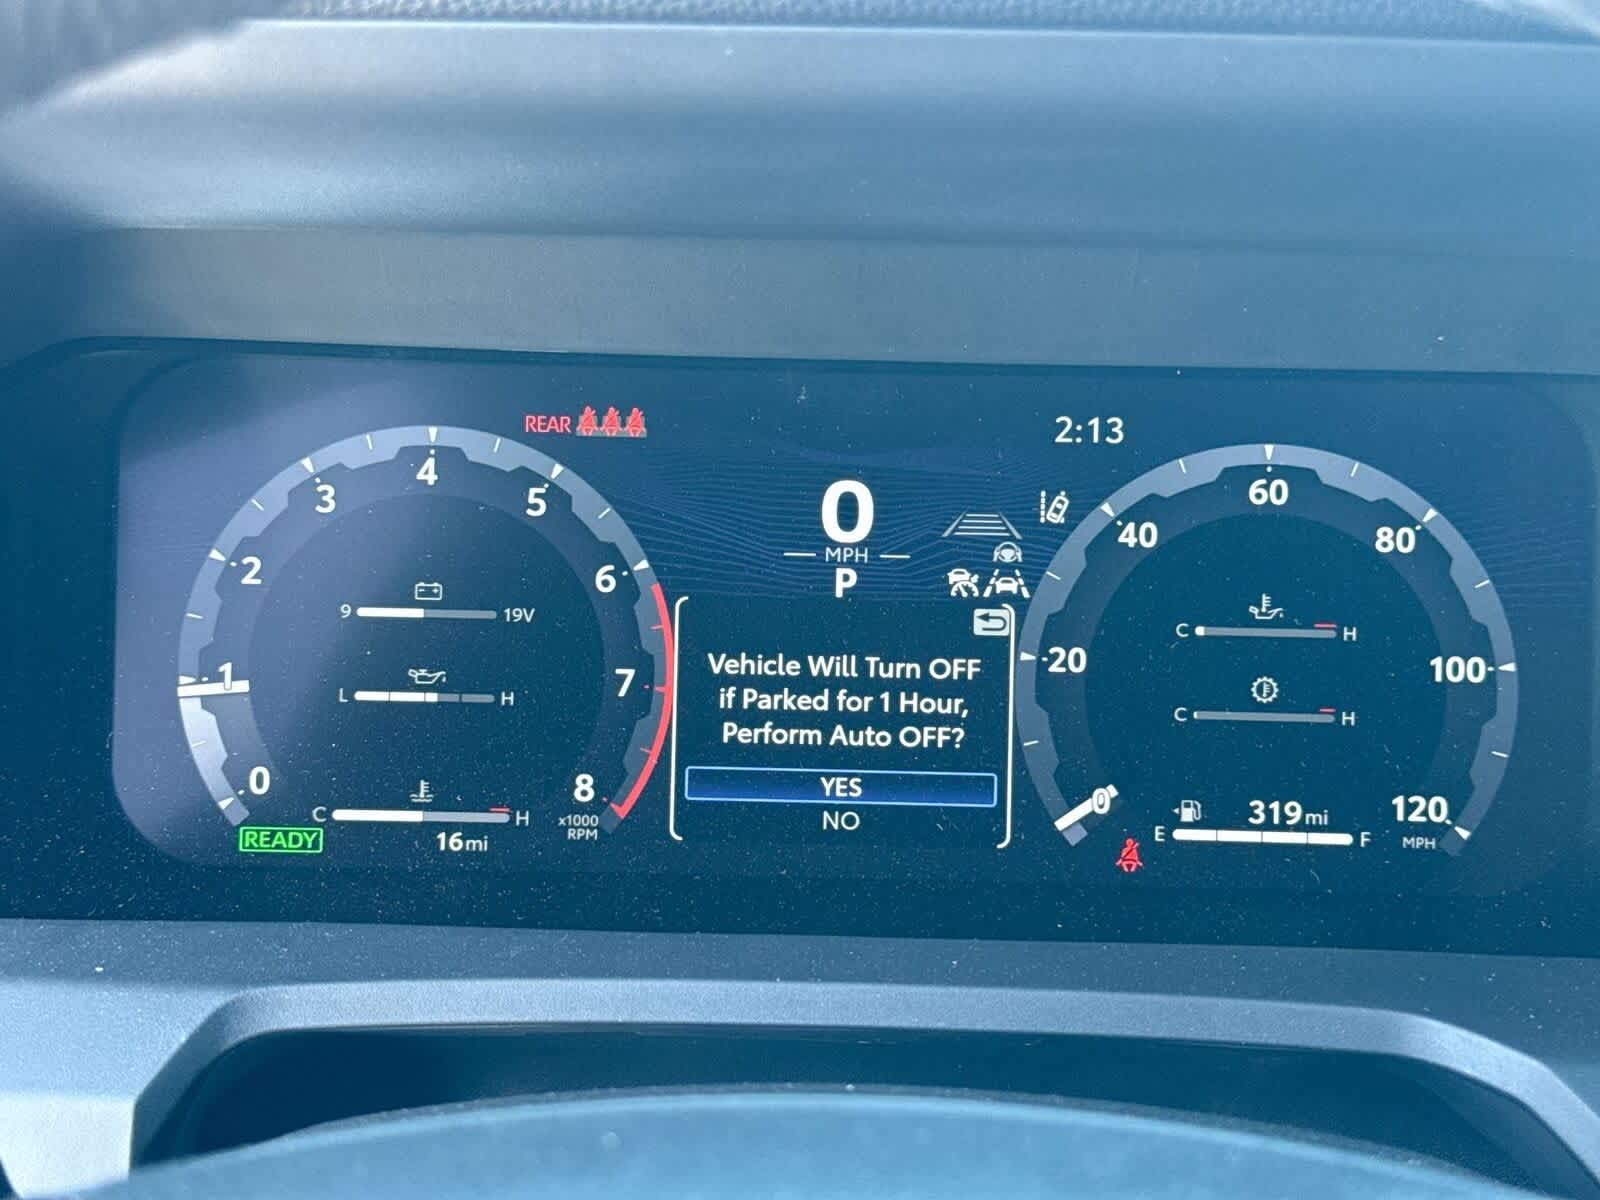 REAR
2:13
0
MPH
P
0
1
2
3
4
5
6
7
8
x1000
RPM
9 19V
L H
C H
READY
16mi
Vehicle Will Turn OFF
if Parked for 1 Hour,
Perform Auto OFF?
YES
NO
0
20
40
60
80
100
120
MPH
C H
C H
319mi
E F